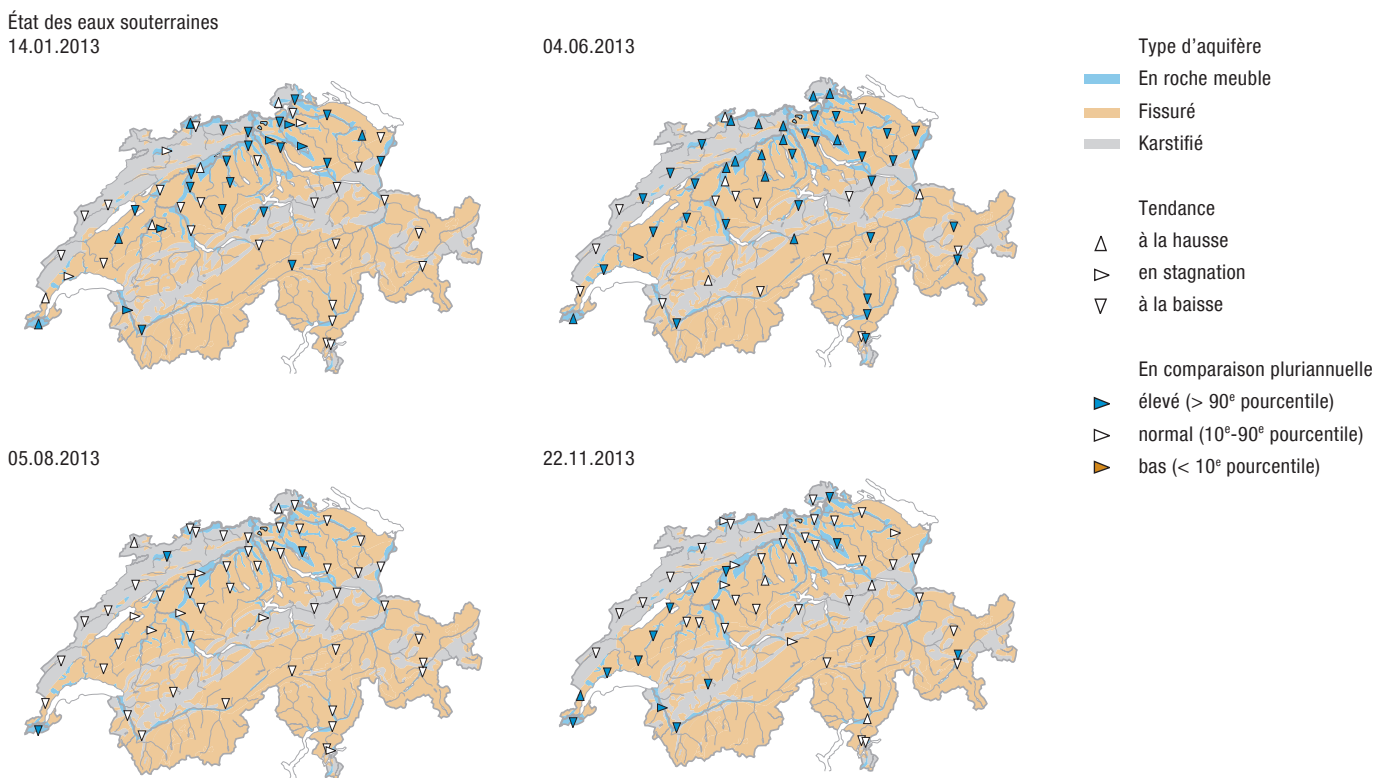 État des eaux souterraines
14.01.2013
04.06.2013
05.08.2013
22.11.2013
Type d’aquifère
En roche meuble
Fissuré
Karstifié
Tendance
à la hausse
en stagnation
à la baisse
En comparaison pluriannuelle
élevé (> 90e pourcentile)
normal (10e-90e pourcentile)
bas (< 10e pourcentile)